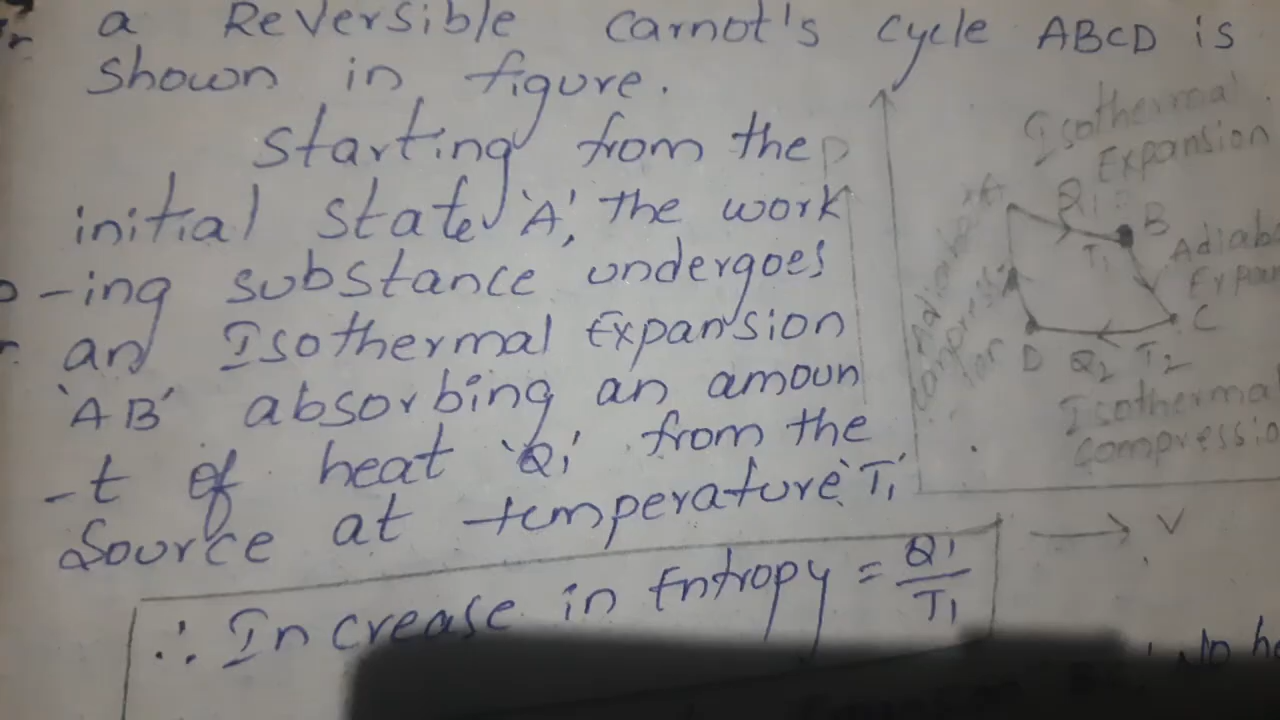 a Reversible Carnot's cycle ABCD is
shown in figure.
Starting from the
initial state 'A', the work
-ing substance undergoes
an Isothermal Expansion
'AB' absorbing an amoun
-t of heat 'Q1' from the
Source at temperature 'T1'
∴ Increase in Entropy = Q1/T1
P
Isothermal
Expansion
A
Q1
B
T1
Adiab
Expan
C
D
Q2
T2
Isotherma
compressio
V